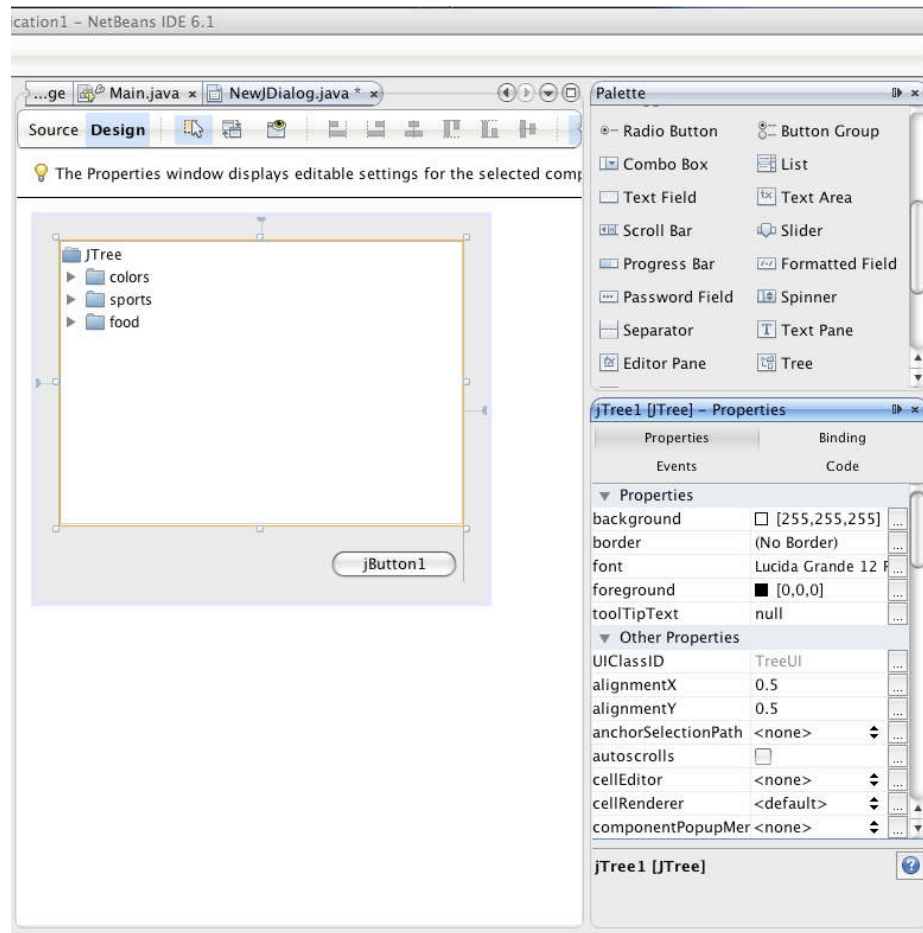 ication1 – NetBeans IDE 6.1
...ge Main.java × NewJDialog.java * ×
Source Design
The Properties window displays editable settings for the selected
JTree
colors
sports
food
jButton1
Palette
Radio Button Button Group
Combo Box List
Text Field Text Area
Scroll Bar Slider
Progress Bar Formatted Field
Password Field Spinner
Separator Text Pane
Editor Pane Tree
jTree1 [JTree] – Properties
Properties Binding
Events Code
Properties
background [255,255,255] ...
border (No Border) ...
font Lucida Grande 12 ...
foreground [0,0,0] ...
toolTipText null ...
Other Properties
UIClassID TreeUI ...
alignmentX 0.5 ...
alignmentY 0.5 ...
anchorSelectionPath <none> ...
autoscrolls ...
cellEditor <none> ...
cellRenderer <default> ...
componentPopupMer <none> ...
jTree1 [JTree]